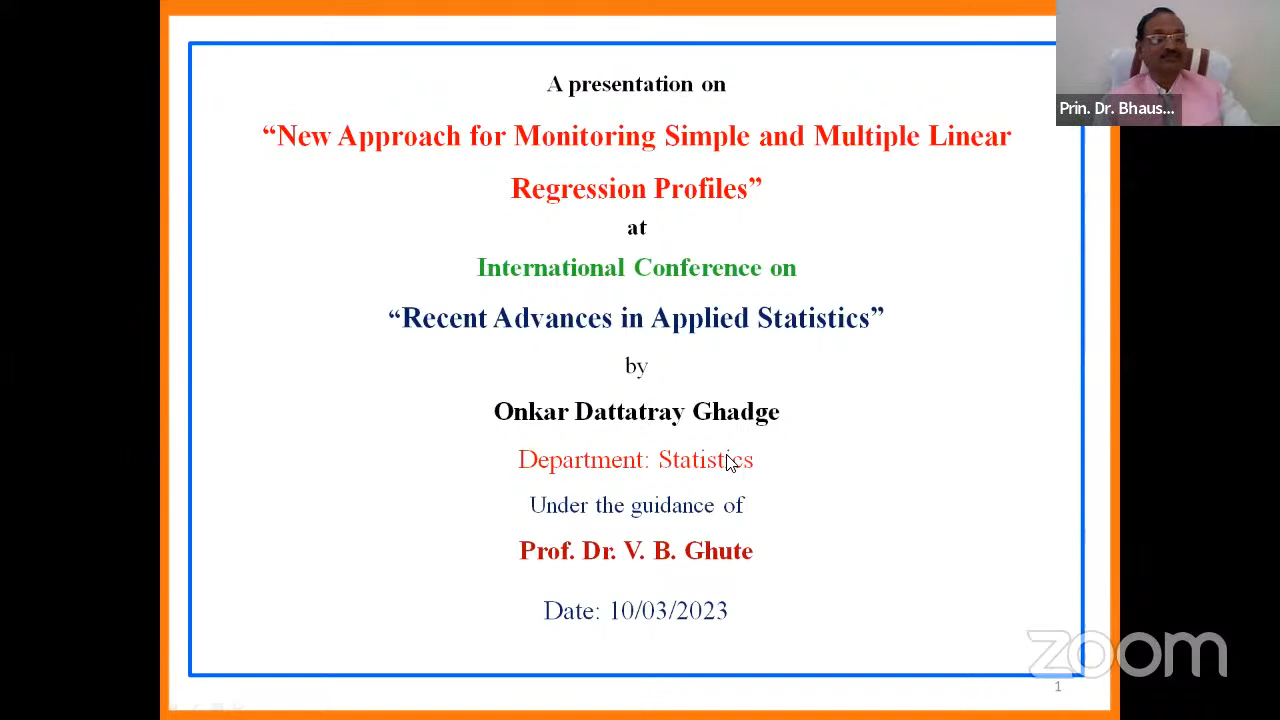 A presentation on
“New Approach for Monitoring Simple and Multiple Linear
Regression Profiles”
at
International Conference on
“Recent Advances in Applied Statistics”
by
Onkar Dattatray Ghadge
Department: Statistics
Under the guidance of
Prof. Dr. V. B. Ghute
Date: 10/03/2023
1
Prin. Dr. Bhaus...
zoom